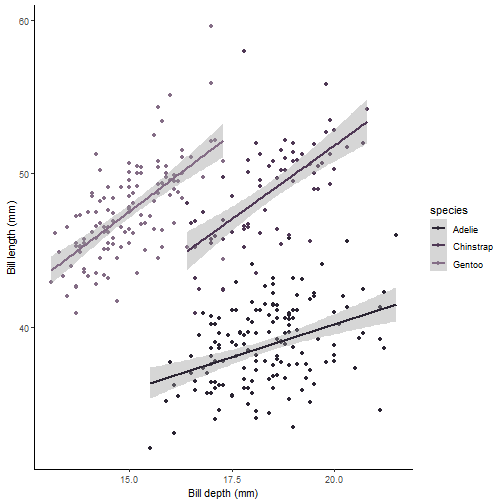 60
50
40
Bill length (mm)
15.0
17.5
20.0
Bill depth (mm)
species
Adelie
Chinstrap
Gentoo